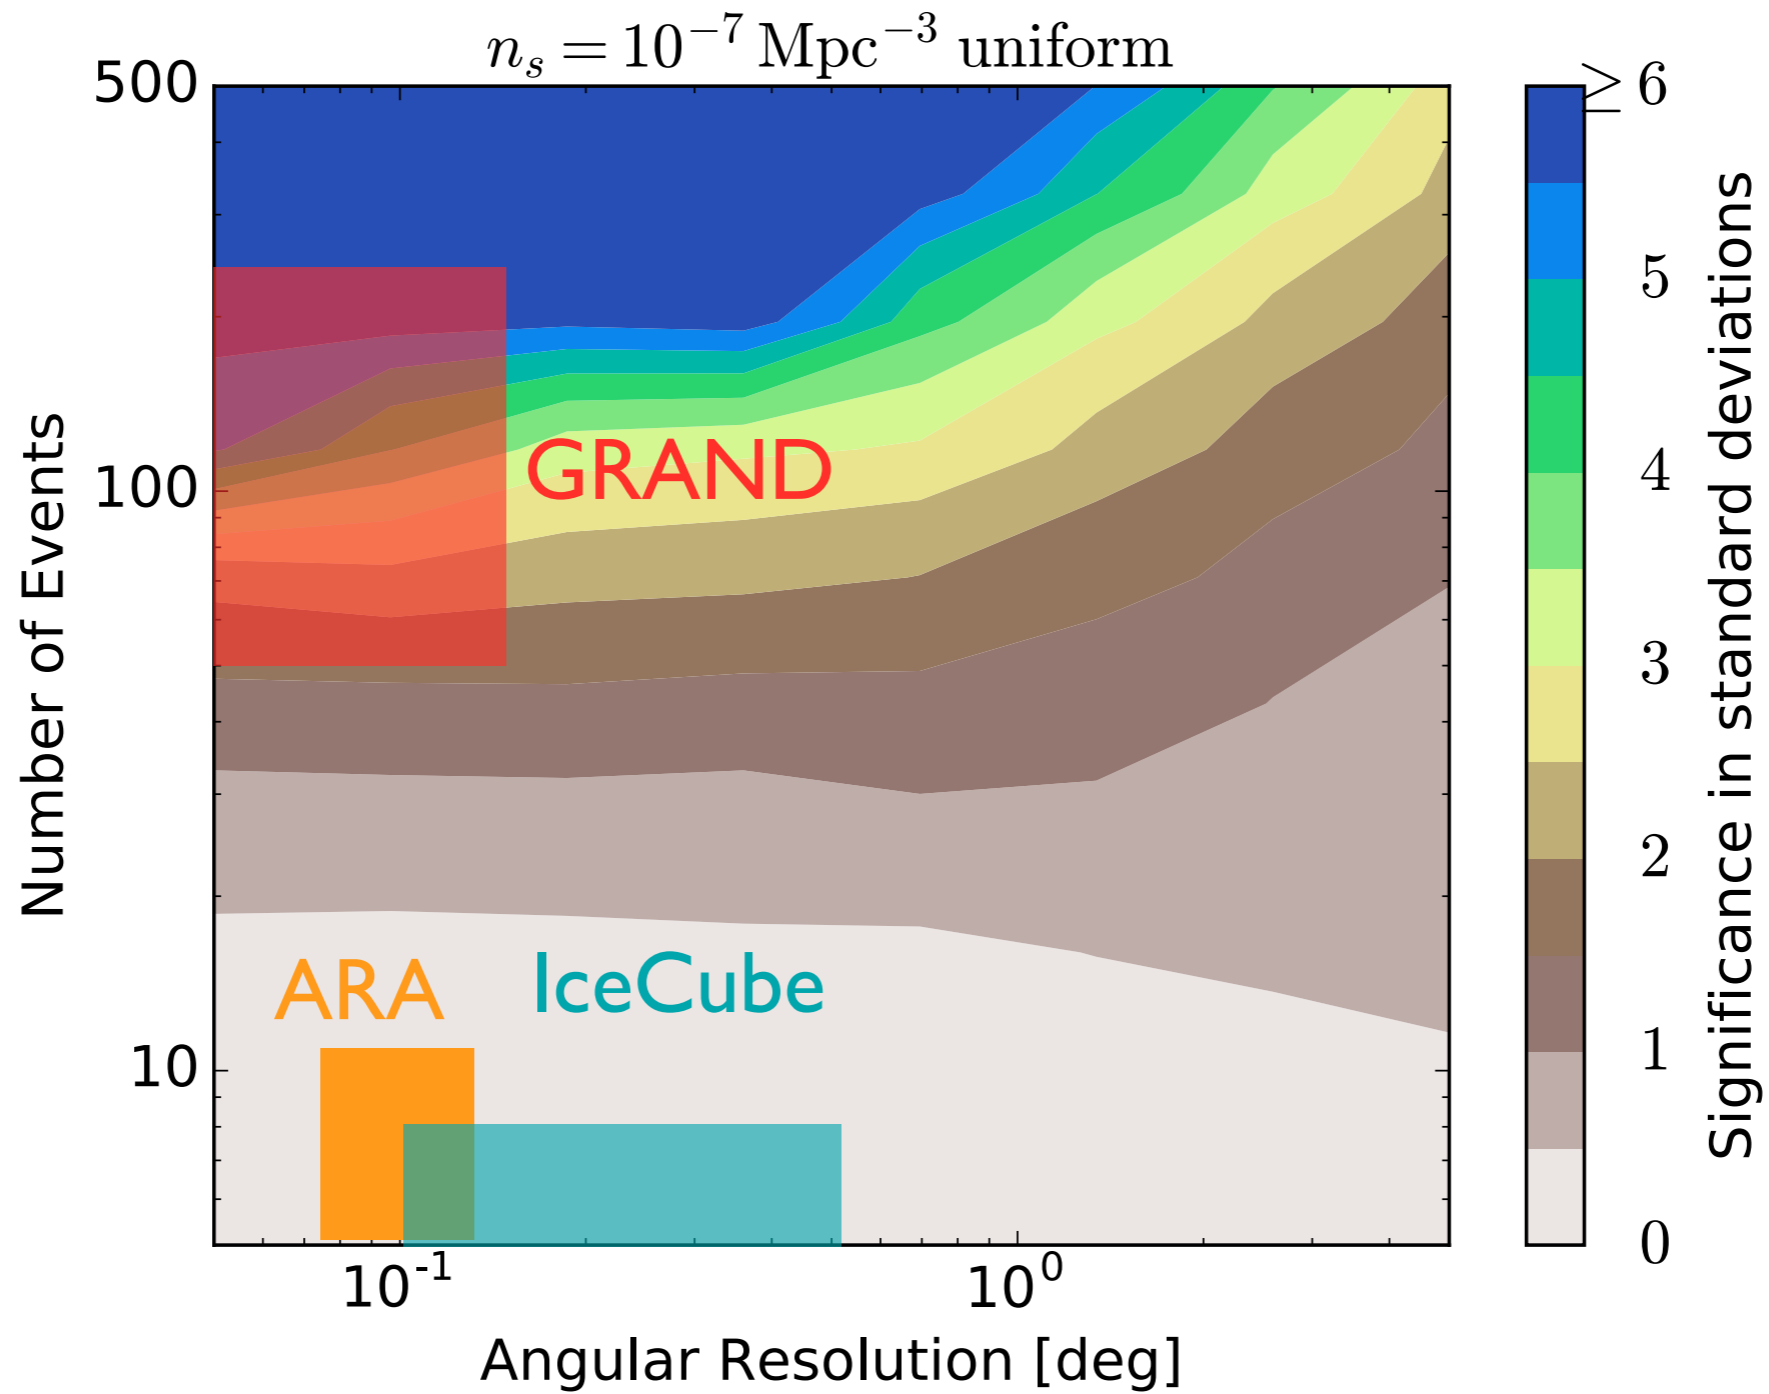 n_s = 10^{-7} Mpc^{-3} uniform
500
100
10
Number of Events
GRAND
ARA
IceCube
10^{-1}
10^{0}
Angular Resolution [deg]
≥ 6
5
4
3
2
1
0
Significance in standard deviations